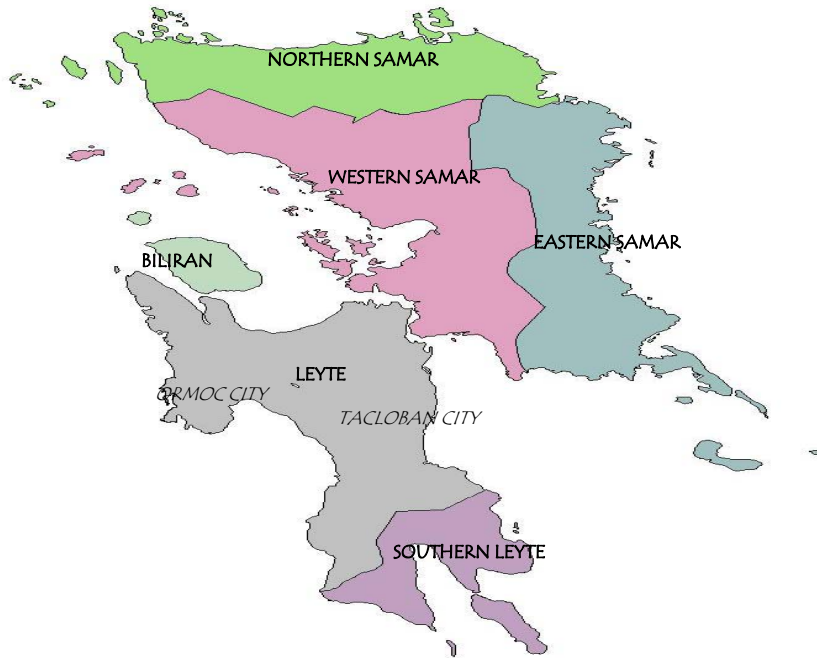 NORTHERN SAMAR
WESTERN SAMAR
EASTERN SAMAR
BILIRAN
LEYTE
ORMOC CITY
TACLOBAN CITY
SOUTHERN LEYTE